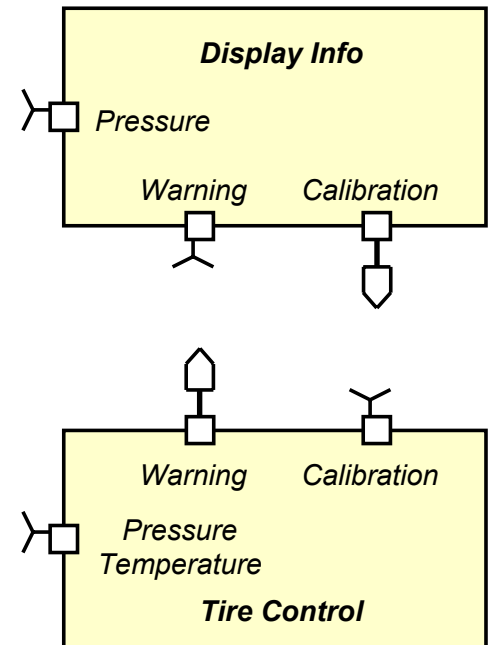 Display Info
Pressure
Warning Calibration
Warning Calibration
Pressure
Temperature
Tire Control